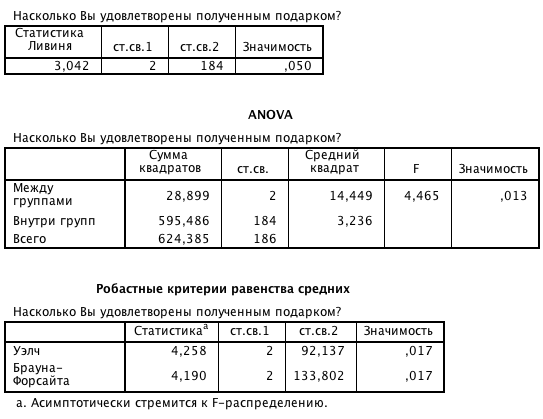 Насколько Вы удовлетворены полученным подарком?
Статистика
Ливиня ст.св.1 ст.св.2 Значимость
3,042 2 184 ,050
ANOVA
Насколько Вы удовлетворены полученным подарком?
Сумма Средний
квадратов ст.св. квадрат F Значимость
Между
группами 28,899 2 14,449 4,465 ,013
Внутри групп 595,486 184 3,236
Всего 624,385 186
Робастные критерии равенства средних
Насколько Вы удовлетворены полученным подарком?
Статистикаa ст.св.1 ст.св.2 Значимость
Уэлч 4,258 2 92,137 ,017
Брауна-
Форсайта 4,190 2 133,802 ,017
a. Асимптотически стремится к F-распределению.